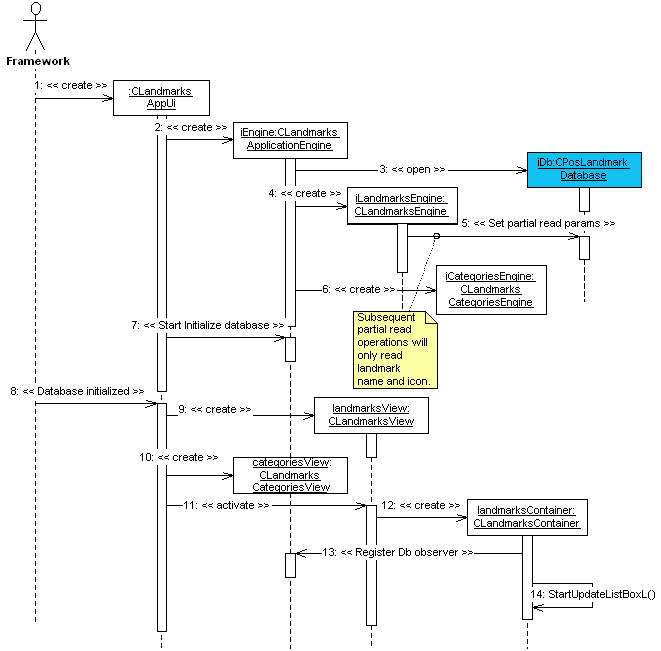 Framework
1: << create >>
:CLandmarks
AppUi
2: << create >>
iEngine:CLandmarks
ApplicationEngine
3: << open >>
iDb:CPosLandmark
Database
4: << create >>
iLandmarksEngine:
CLandmarksEngine
5: << Set partial read params >>
6: << create >>
iCategoriesEngine:
CLandmarks
CategoriesEngine
Subsequent
partial read
operations will
only read
landmark
name and icon.
7: << Start Initialize database >>
8: << Database initialized >>
9: << create >>
landmarksView:
CLandmarksView
10: << create >>
categoriesView:
CLandmarks
CategoriesView
11: << activate >>
12: << create >>
landmarksContainer:
CLandmarksContainer
13: << Register Db observer >>
14: StartUpdateListBoxL()